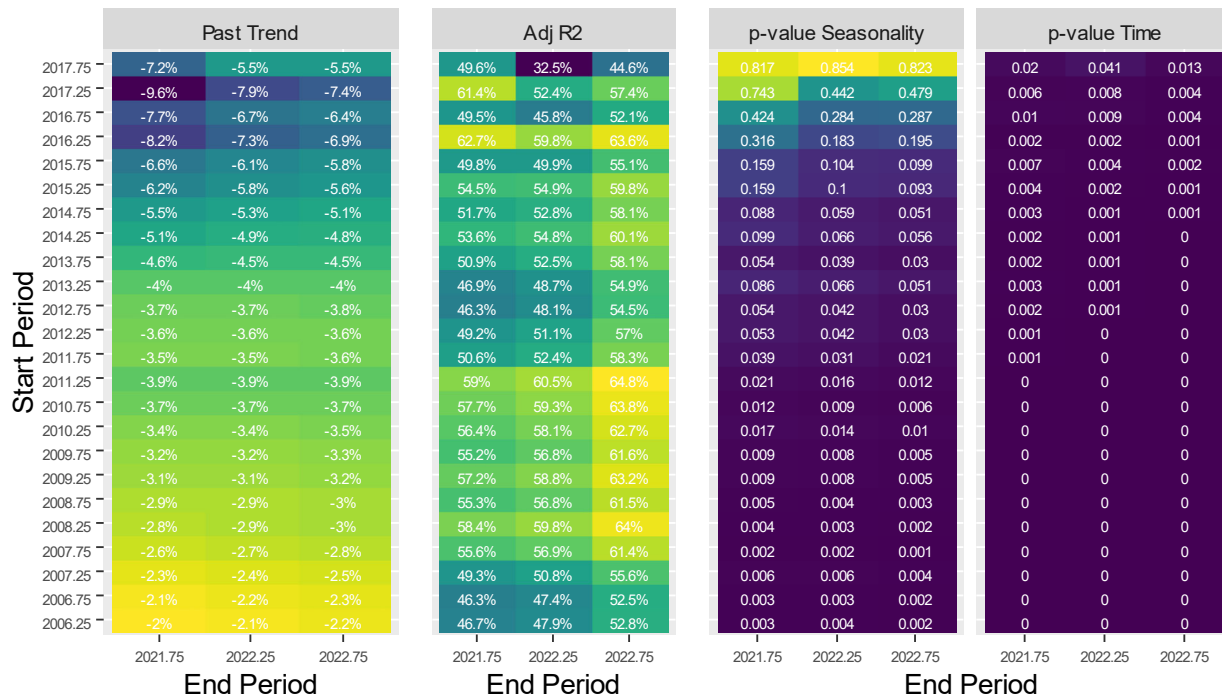 Past Trend Adj R2 p-value Seasonality p-value Time
Start Period
2017.75 -7.2% -5.5% -5.5% 49.6% 32.5% 44.6% 0.817 0.854 0.823 0.02 0.041 0.013
2017.25 -9.6% -7.9% -7.4% 61.4% 52.4% 57.4% 0.743 0.442 0.479 0.006 0.008 0.004
2016.75 -7.7% -6.7% -6.4% 49.5% 45.8% 52.1% 0.424 0.284 0.287 0.01 0.009 0.004
2016.25 -8.2% -7.3% -6.9% 62.7% 59.8% 63.6% 0.316 0.183 0.195 0.002 0.002 0.001
2015.75 -6.6% -6.1% -5.8% 49.8% 49.9% 55.1% 0.159 0.104 0.099 0.007 0.004 0.002
2015.25 -6.2% -5.8% -5.6% 54.5% 54.9% 59.8% 0.159 0.1 0.093 0.004 0.002 0.001
2014.75 -5.5% -5.3% -5.1% 51.7% 52.8% 58.1% 0.088 0.059 0.051 0.003 0.001 0.001
2014.25 -5.1% -4.9% -4.8% 53.6% 54.8% 60.1% 0.099 0.066 0.056 0.002 0.001 0
2013.75 -4.6% -4.5% -4.5% 50.9% 52.5% 58.1% 0.054 0.039 0.03 0.002 0.001 0
2013.25 -4% -4% -4% 46.9% 48.7% 54.9% 0.086 0.066 0.051 0.003 0.001 0
2012.75 -3.7% -3.7% -3.8% 46.3% 48.1% 54.5% 0.054 0.042 0.03 0.002 0.001 0
2012.25 -3.6% -3.6% -3.6% 49.2% 51.1% 57% 0.053 0.042 0.03 0.001 0 0
2011.75 -3.5% -3.5% -3.6% 50.6% 52.4% 58.3% 0.039 0.031 0.021 0.001 0 0
2011.25 -3.9% -3.9% -3.9% 59% 60.5% 64.8% 0.021 0.016 0.012 0 0 0
2010.75 -3.7% -3.7% -3.7% 57.7% 59.3% 63.8% 0.012 0.009 0.006 0 0 0
2010.25 -3.4% -3.4% -3.5% 56.4% 58.1% 62.7% 0.017 0.014 0.01 0 0 0
2009.75 -3.2% -3.2% -3.3% 55.2% 56.8% 61.6% 0.009 0.008 0.005 0 0 0
2009.25 -3.1% -3.1% -3.2% 57.2% 58.8% 63.2% 0.009 0.008 0.005 0 0 0
2008.75 -2.9% -2.9% -3% 55.3% 56.8% 61.5% 0.005 0.004 0.003 0 0 0
2008.25 -2.8% -2.9% -3% 58.4% 59.8% 64% 0.004 0.003 0.002 0 0 0
2007.75 -2.6% -2.7% -2.8% 55.6% 56.9% 61.4% 0.002 0.002 0.001 0 0 0
2007.25 -2.3% -2.4% -2.5% 49.3% 50.8% 55.6% 0.006 0.006 0.004 0 0 0
2006.75 -2.1% -2.2% -2.3% 46.3% 47.4% 52.5% 0.003 0.003 0.002 0 0 0
2006.25 -2% -2.1% -2.2% 46.7% 47.9% 52.8% 0.003 0.004 0.002 0 0 0
2021.75 2022.25 2022.75 2021.75 2022.25 2022.75 2021.75 2022.25 2022.75 2021.75 2022.25 2022.75
End Period End Period End Period